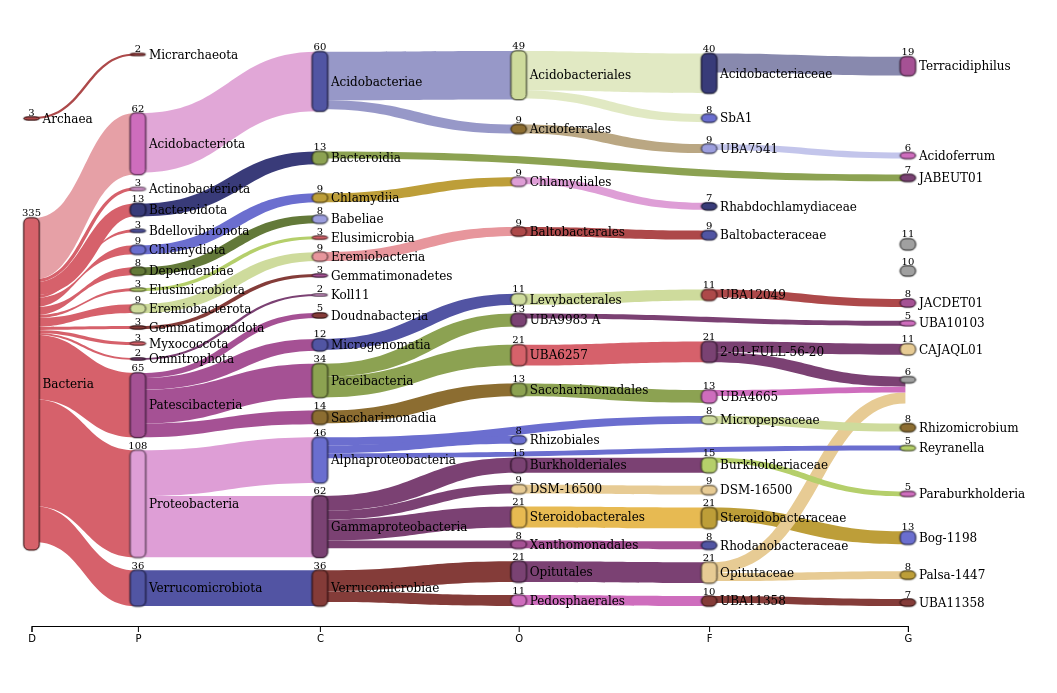 3
Archaea
335
Bacteria
2
Micrarchaeota
62
Acidobacteriota
3
Actinobacteriota
13
Bacteroidota
3
Bdellovibrionota
9
Chlamydiota
8
Dependentiae
3
Elusimicrobiota
9
Eremiobacterota
3
Gemmatimonadota
3
Myxococcota
2
Omnitrophota
65
Patescibacteria
108
Proteobacteria
36
Verrucomicrobiota
60
Acidobacteriae
13
Bacteroidia
9
Chlamydiia
8
Babeliae
3
Elusimicrobia
9
Eremiobacteria
3
Gemmatimonadetes
2
Koll11
5
Doudnabacteria
12
Microgenomatia
34
Paceibacteria
14
Saccharimonadia
46
Alphaproteobacteria
62
Gammaproteobacteria
36
Verrucomicrobiae
49
Acidobacteriales
9
Acidoferrales
9
Chlamydiales
9
Baltobacterales
11
Levybacterales
13
UBA9983 A
21
UBA6257
13
Saccharimonadales
8
Rhizobiales
15
Burkholderiales
9
DSM-16500
21
Steroidobacterales
8
Xanthomonadales
21
Opitutales
11
Pedosphaerales
40
Acidobacteriaceae
8
SbA1
9
UBA7541
7
Rhabdochlamydiaceae
9
Baltobacteraceae
11
UBA12049
21
2-01-FULL-56-20
13
UBA4665
8
Micropepsaceae
15
Burkholderiaceae
9
DSM-16500
21
Steroidobacteraceae
8
Rhodanobacteraceae
21
Opitutaceae
10
UBA11358
19
Terracidiphilus
6
Acidoferrum
7
JABEUT01
11
10
8
JACDET01
5
UBA10103
11
CAJAQL01
6
8
Rhizomicrobium
5
Reyranella
5
Paraburkholderia
13
Bog-1198
8
Palsa-1447
7
UBA11358
D P C O F G